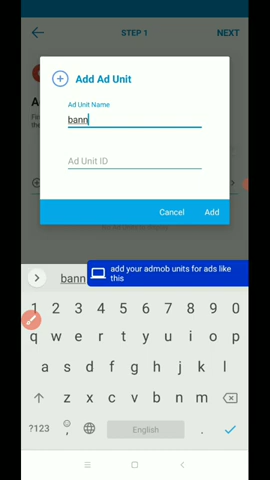 STEP 1
NEXT
Add Ad Unit
Ad Unit Name
bann
Ad Unit ID
Cancel
Add
bann
add your admob units for ads like
this
1 2 3 4 5 6 7 8 9 0
q w e r t y u i o p
a s d f g h j k l
z x c v b n m
?123 , English .